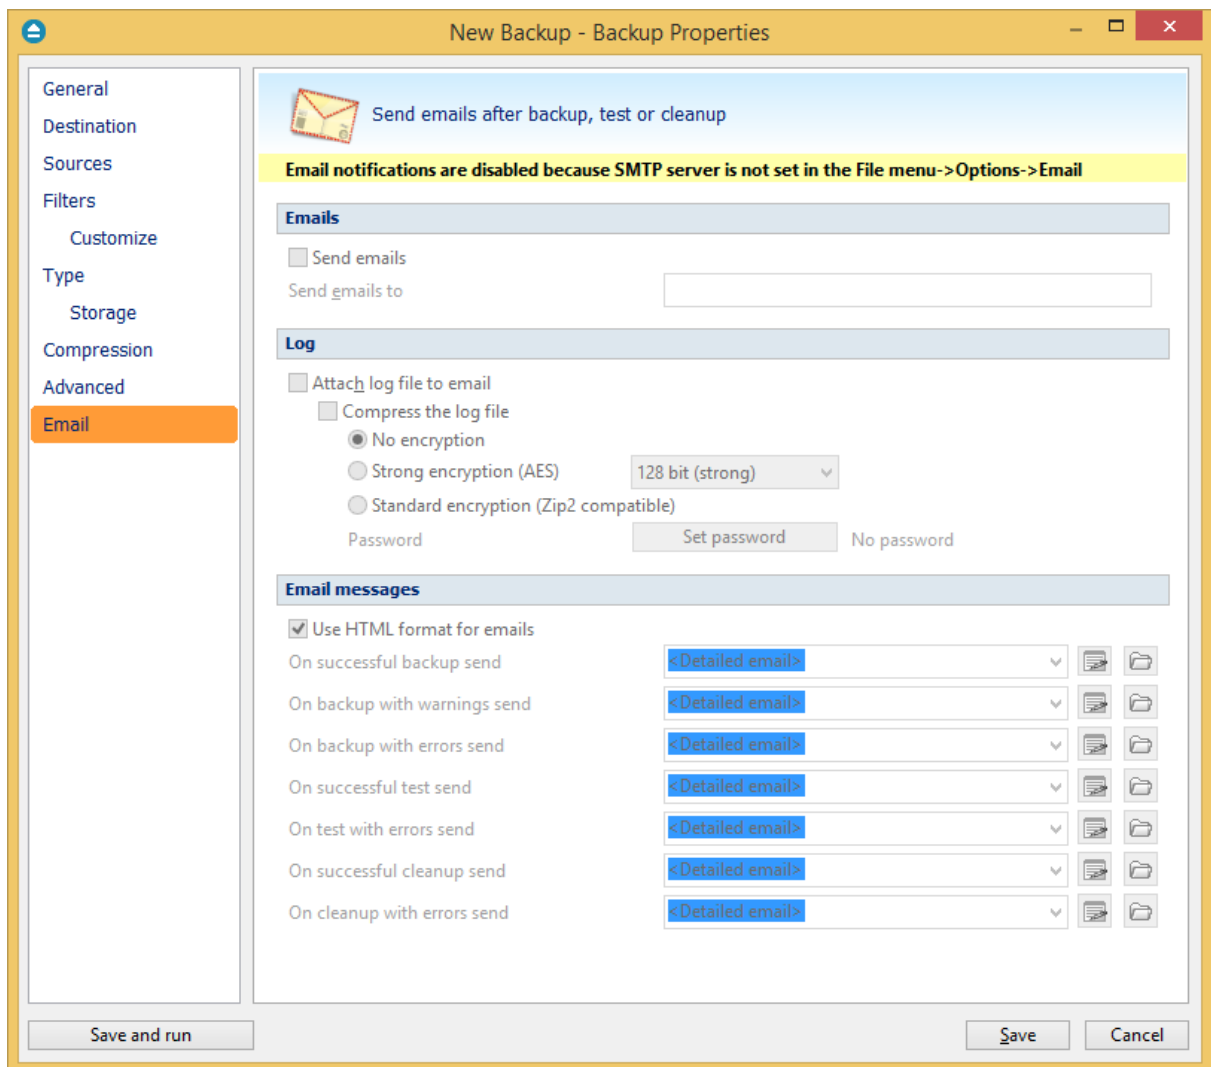 New Backup - Backup Properties
General
Destination
Sources
Filters
Customize
Type
Storage
Compression
Advanced
Email
Send emails after backup, test or cleanup
Email notifications are disabled because SMTP server is not set in the File menu->Options->Email
Emails
Send emails
Send emails to
Log
Attach log file to email
Compress the log file
No encryption
Strong encryption (AES) 128 bit (strong)
Standard encryption (Zip2 compatible)
Password Set password No password
Email messages
Use HTML format for emails
On successful backup send <Detailed email>
On backup with warnings send <Detailed email>
On backup with errors send <Detailed email>
On successful test send <Detailed email>
On test with errors send <Detailed email>
On successful cleanup send <Detailed email>
On cleanup with errors send <Detailed email>
Save and run Save Cancel